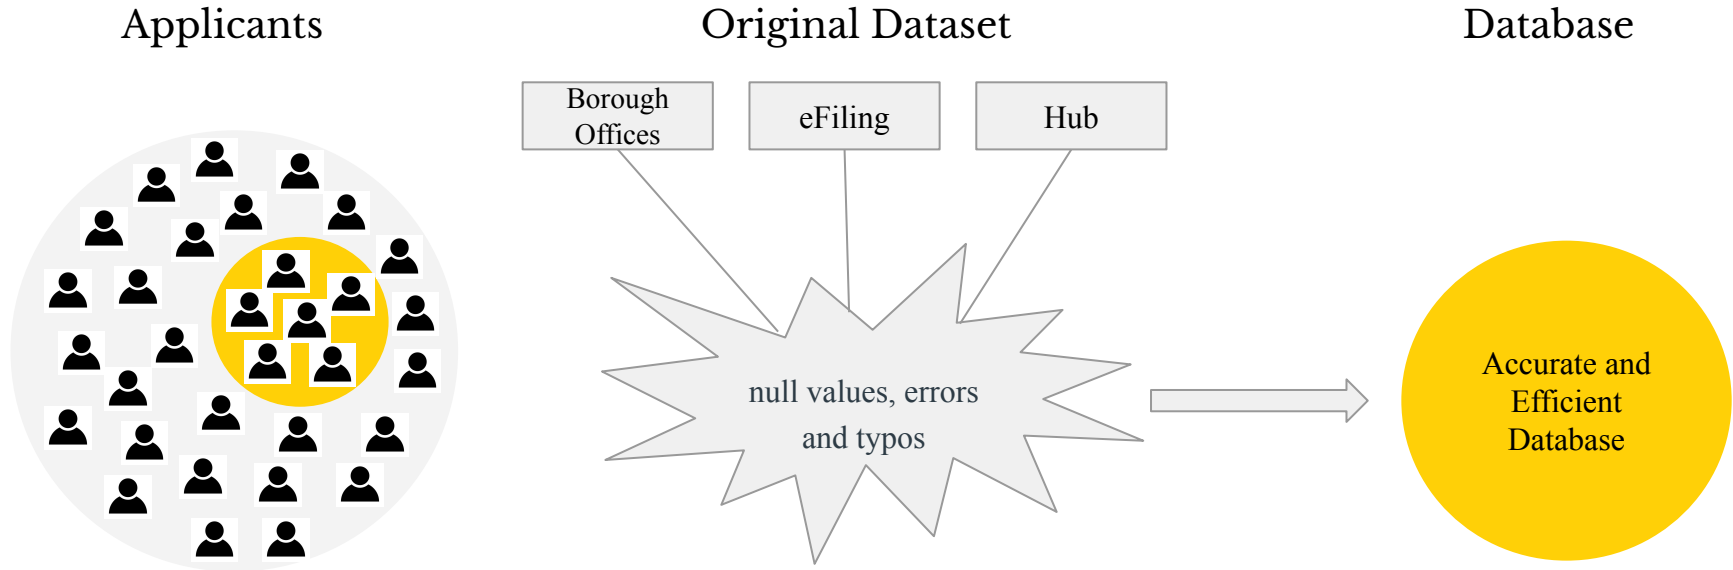 Applicants
Original Dataset
Database
Borough
Offices
eFiling
Hub
null values, errors
and typos
Accurate and
Efficient
Database